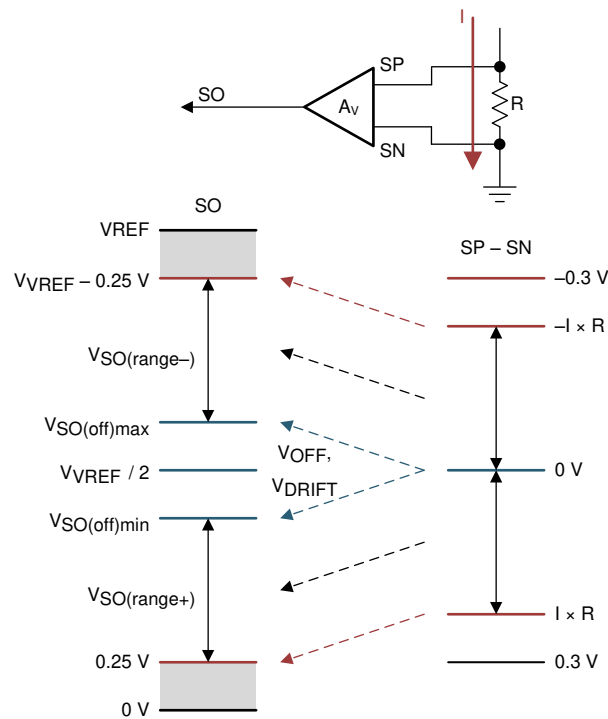 I
SP
SO
AV
R
SN
SO
VREF
SP – SN
VVREF – 0.25 V
–0.3 V
–I × R
VSO(range–)
VSO(off)max
VOFF,
VVREF / 2
0 V
VDRIFT
VSO(off)min
VSO(range+)
I × R
0.25 V
0.3 V
0 V